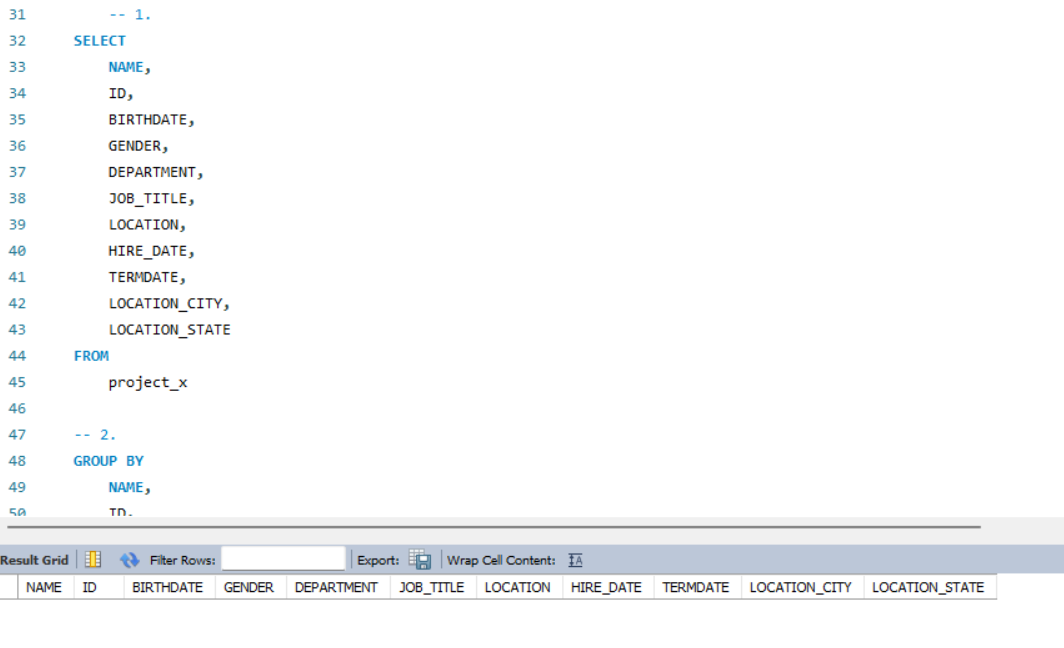 31 -- 1.
32 SELECT
33 NAME,
34 ID,
35 BIRTHDATE,
36 GENDER,
37 DEPARTMENT,
38 JOB_TITLE,
39 LOCATION,
40 HIRE_DATE,
41 TERMDATE,
42 LOCATION_CITY,
43 LOCATION_STATE
44 FROM
45 project_x
46
47 -- 2.
48 GROUP BY
49 NAME,
50 ID,
Result Grid Filter Rows: Export: Wrap Cell Content:
NAME ID BIRTHDATE GENDER DEPARTMENT JOB_TITLE LOCATION HIRE_DATE TERMDATE LOCATION_CITY LOCATION_STATE